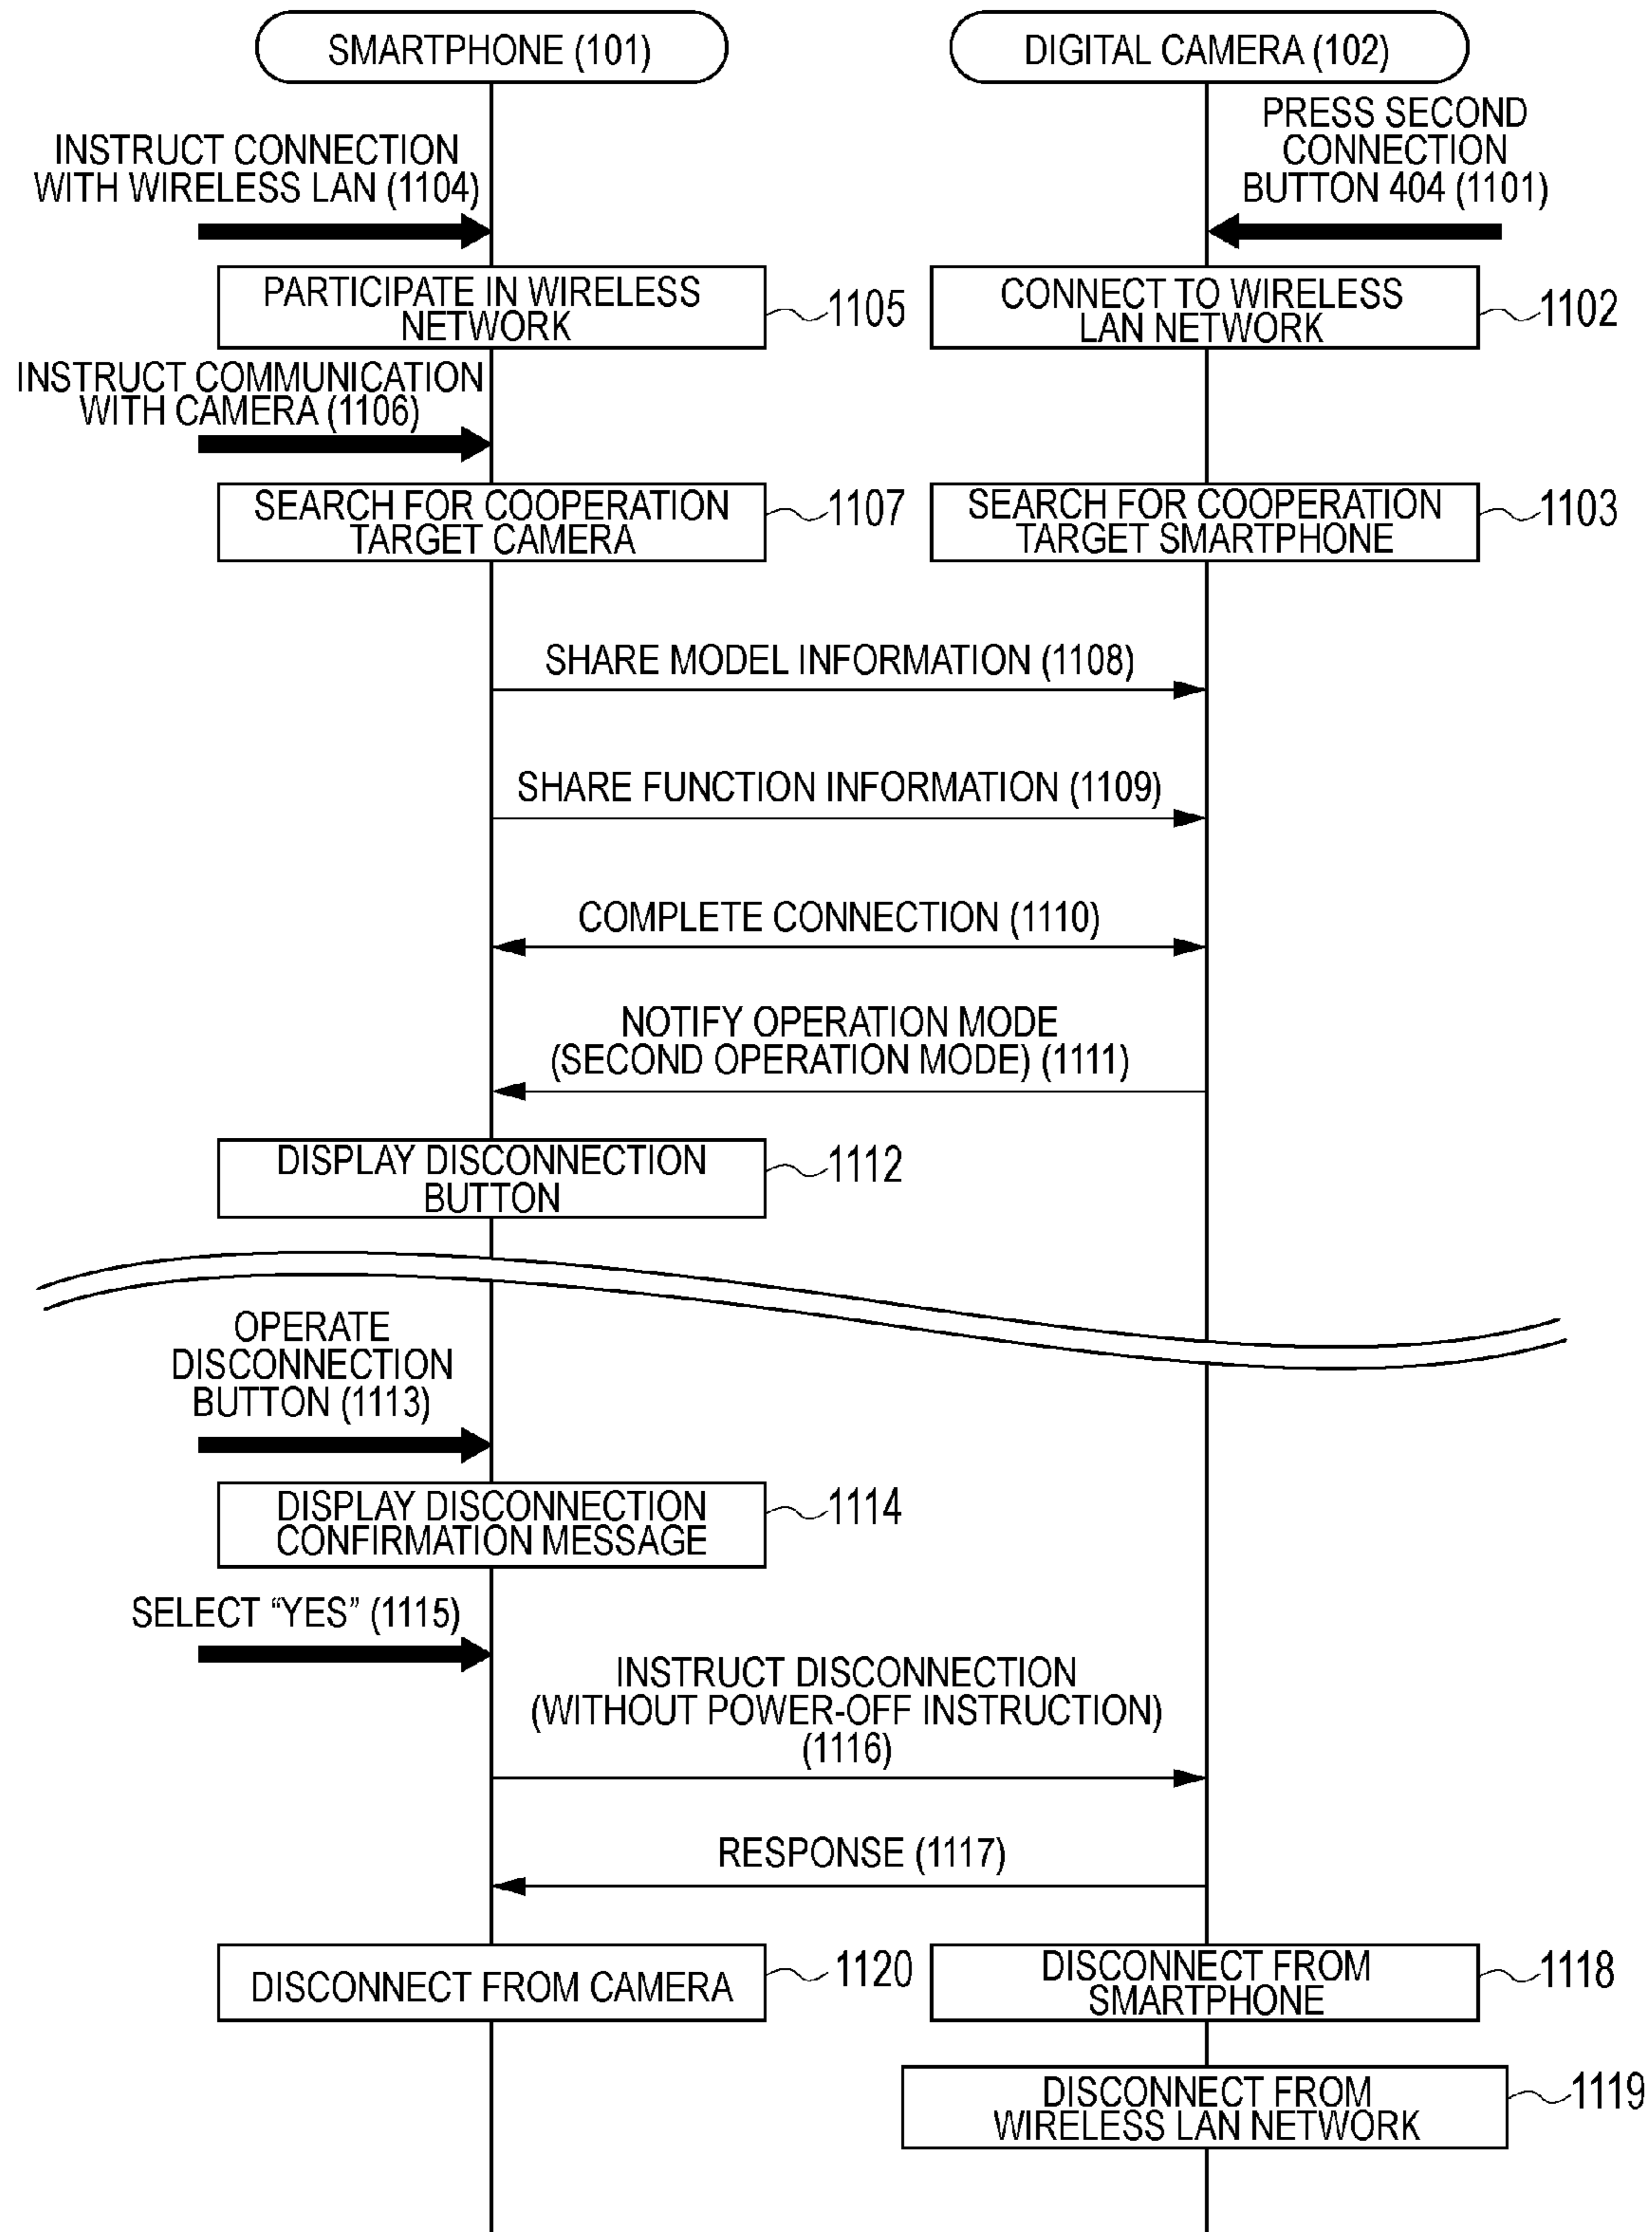 SMARTPHONE (101)
DIGITAL CAMERA (102)
INSTRUCT CONNECTION
WITH WIRELESS LAN (1104)
PRESS SECOND
CONNECTION
BUTTON 404 (1101)
PARTICIPATE IN WIRELESS
NETWORK
1105
CONNECT TO WIRELESS
LAN NETWORK
1102
INSTRUCT COMMUNICATION
WITH CAMERA (1106)
SEARCH FOR COOPERATION
TARGET CAMERA
1107
SEARCH FOR COOPERATION
TARGET SMARTPHONE
1103
SHARE MODEL INFORMATION (1108)
SHARE FUNCTION INFORMATION (1109)
COMPLETE CONNECTION (1110)
NOTIFY OPERATION MODE
(SECOND OPERATION MODE) (1111)
DISPLAY DISCONNECTION
BUTTON
1112
OPERATE
DISCONNECTION
BUTTON (1113)
DISPLAY DISCONNECTION
CONFIRMATION MESSAGE
1114
SELECT “YES” (1115)
INSTRUCT DISCONNECTION
(WITHOUT POWER-OFF INSTRUCTION)
(1116)
RESPONSE (1117)
DISCONNECT FROM CAMERA
1120
DISCONNECT FROM
SMARTPHONE
1118
DISCONNECT FROM
WIRELESS LAN NETWORK
1119